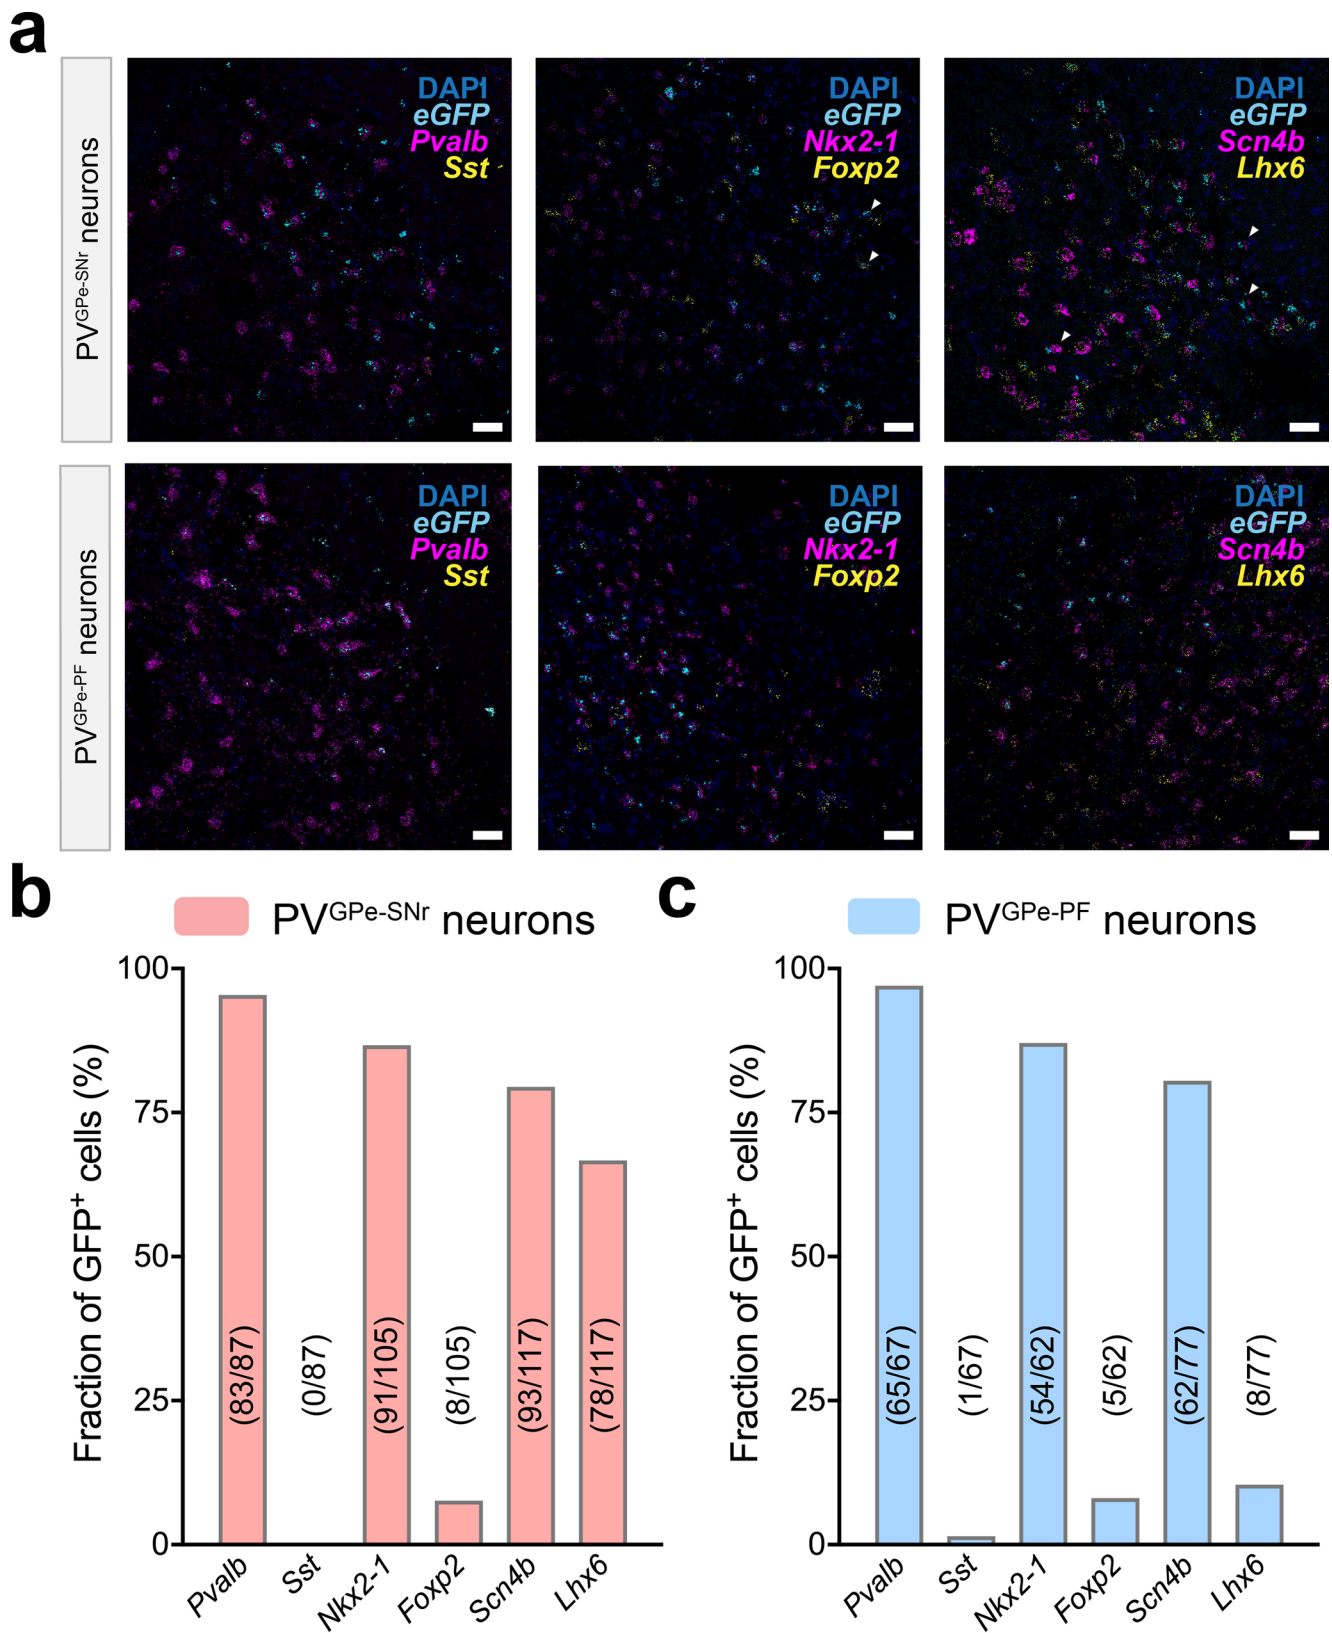 a
PV^GPe-SNr neurons
DAPI
eGFP
Pvalb
Sst
DAPI
eGFP
Nkx2-1
Foxp2
DAPI
eGFP
Scn4b
Lhx6
PV^GPe-PF neurons
DAPI
eGFP
Pvalb
Sst
DAPI
eGFP
Nkx2-1
Foxp2
DAPI
eGFP
Scn4b
Lhx6
b
PV^GPe-SNr neurons
Fraction of GFP⁺ cells (%)
100
75
50
25
0
(83/87)
(0/87)
(91/105)
(8/105)
(93/117)
(78/117)
Pvalb
Sst
Nkx2-1
Foxp2
Scn4b
Lhx6
c
PV^GPe-PF neurons
Fraction of GFP⁺ cells (%)
100
75
50
25
0
(65/67)
(1/67)
(54/62)
(5/62)
(62/77)
(8/77)
Pvalb
Sst
Nkx2-1
Foxp2
Scn4b
Lhx6